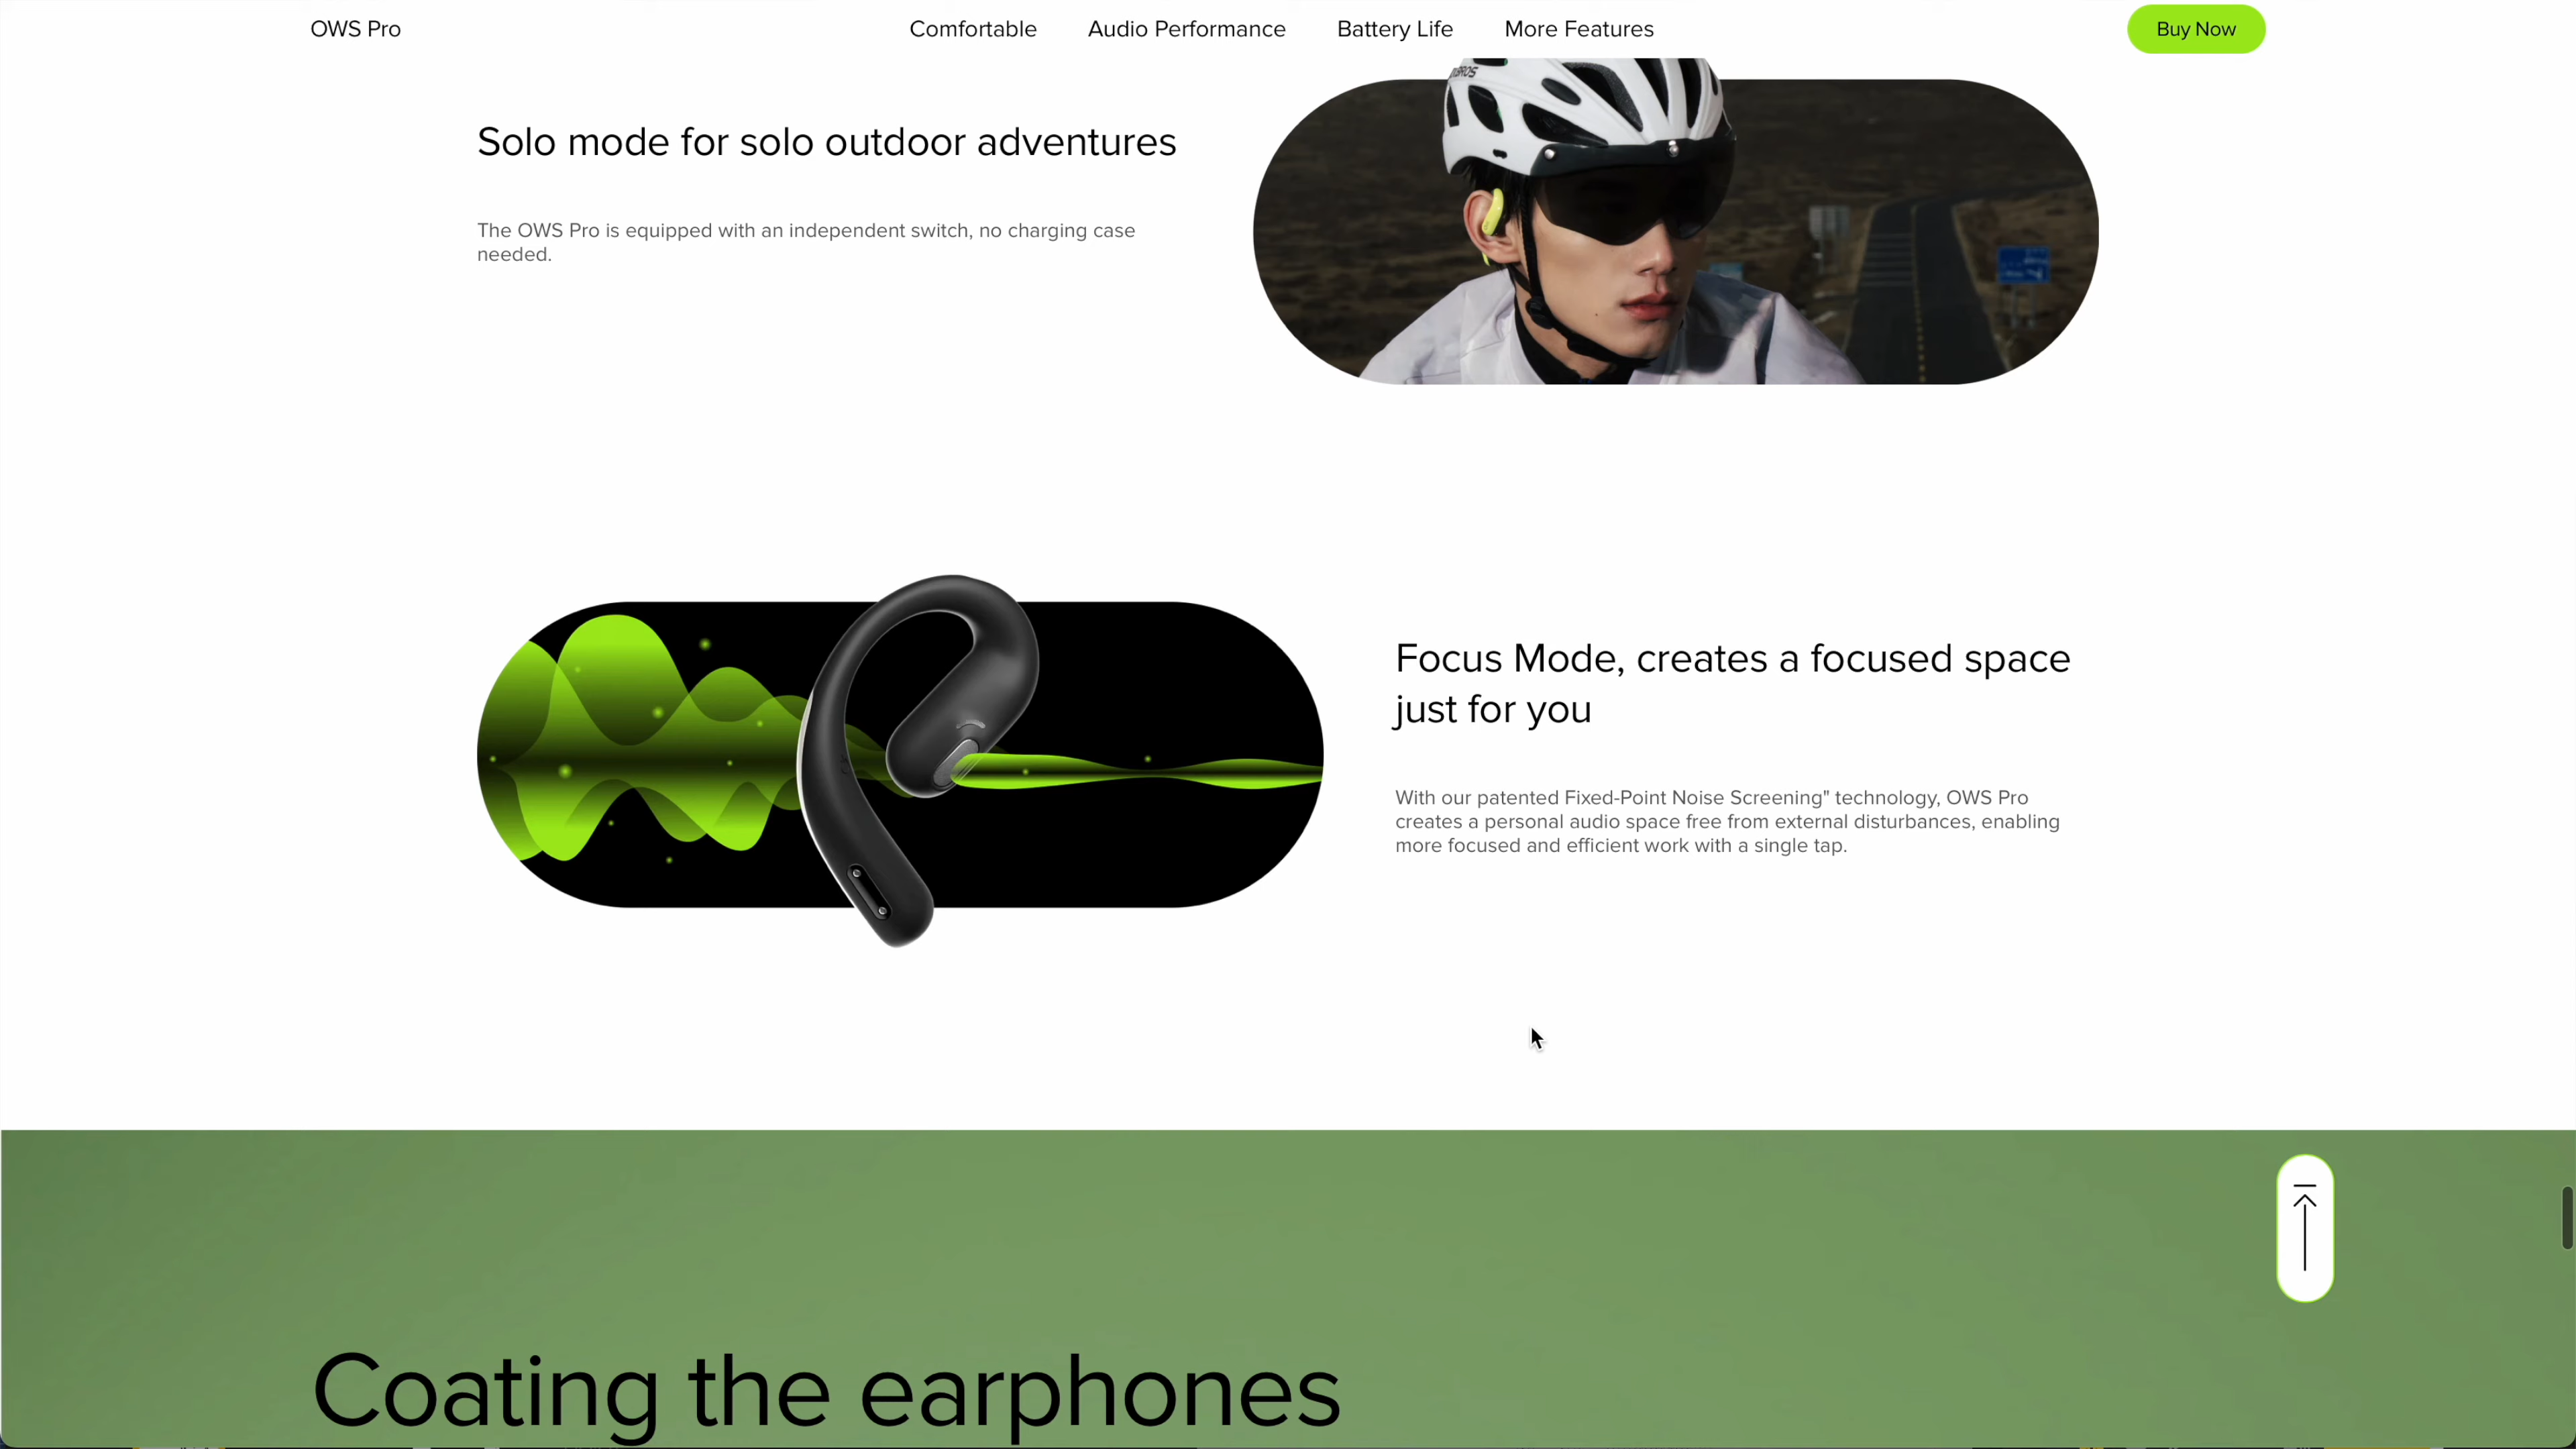 OWS Pro
Comfortable
Audio Performance
Battery Life
More Features
Buy Now
Solo mode for solo outdoor adventures
The OWS Pro is equipped with an independent switch, no charging case
needed.
Focus Mode, creates a focused space
just for you
With our patented Fixed-Point Noise Screening" technology, OWS Pro
creates a personal audio space free from external disturbances, enabling
more focused and efficient work with a single tap.
Coating the earphones